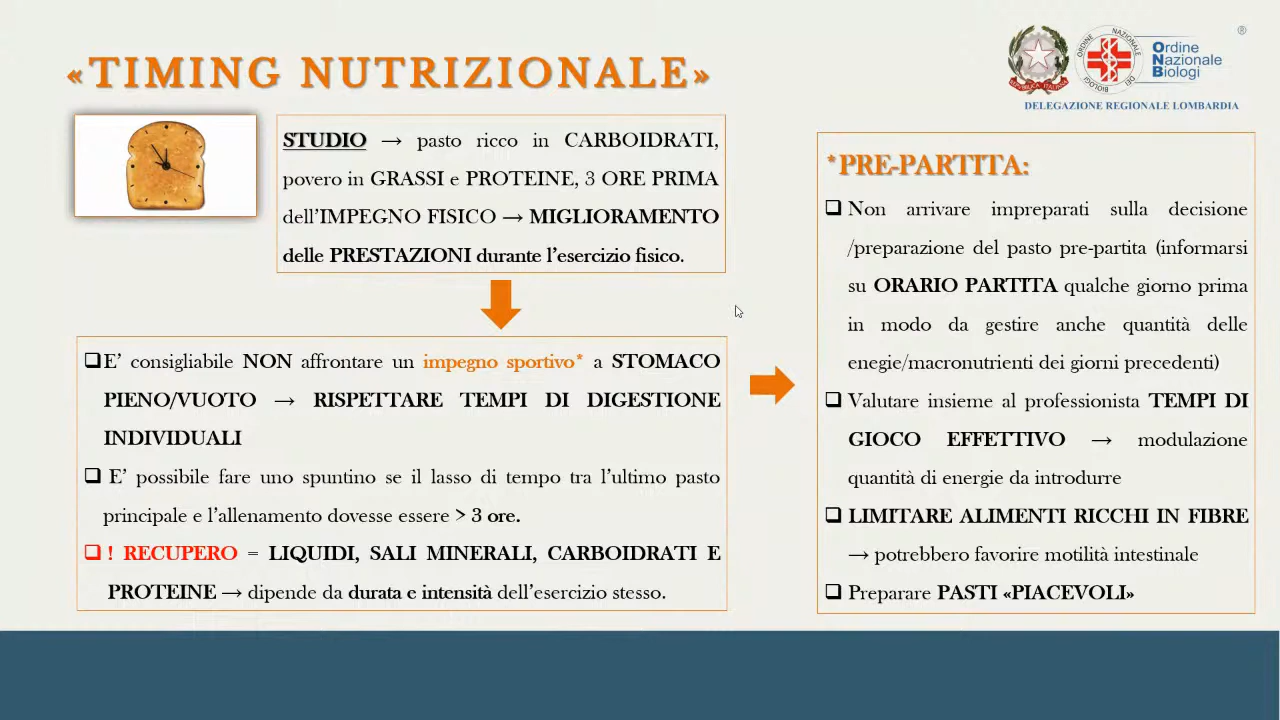 «TIMING NUTRIZIONALE»
®
Ordine
Nazionale
Biologi
DELEGAZIONE REGIONALE LOMBARDIA
STUDIO → pasto ricco in CARBOIDRATI,
povero in GRASSI e PROTEINE, 3 ORE PRIMA
dell’IMPEGNO FISICO → MIGLIORAMENTO
delle PRESTAZIONI durante l’esercizio fisico.
❑E’ consigliabile NON affrontare un impegno sportivo* a STOMACO
PIENO/VUOTO → RISPETTARE TEMPI DI DIGESTIONE
INDIVIDUALI
❑ E’ possibile fare uno spuntino se il lasso di tempo tra l’ultimo pasto
principale e l’allenamento dovesse essere > 3 ore.
❑ ! RECUPERO = LIQUIDI, SALI MINERALI, CARBOIDRATI E
PROTEINE → dipende da durata e intensità dell’esercizio stesso.
*PRE-PARTITA:
❑ Non arrivare impreparati sulla decisione
/preparazione del pasto pre-partita (informarsi
su ORARIO PARTITA qualche giorno prima
in modo da gestire anche quantità delle
enegie/macronutrienti dei giorni precedenti)
❑ Valutare insieme al professionista TEMPI DI
GIOCO EFFETTIVO → modulazione
quantità di energie da introdurre
❑ LIMITARE ALIMENTI RICCHI IN FIBRE
→ potrebbero favorire motilità intestinale
❑ Preparare PASTI «PIACEVOLI»